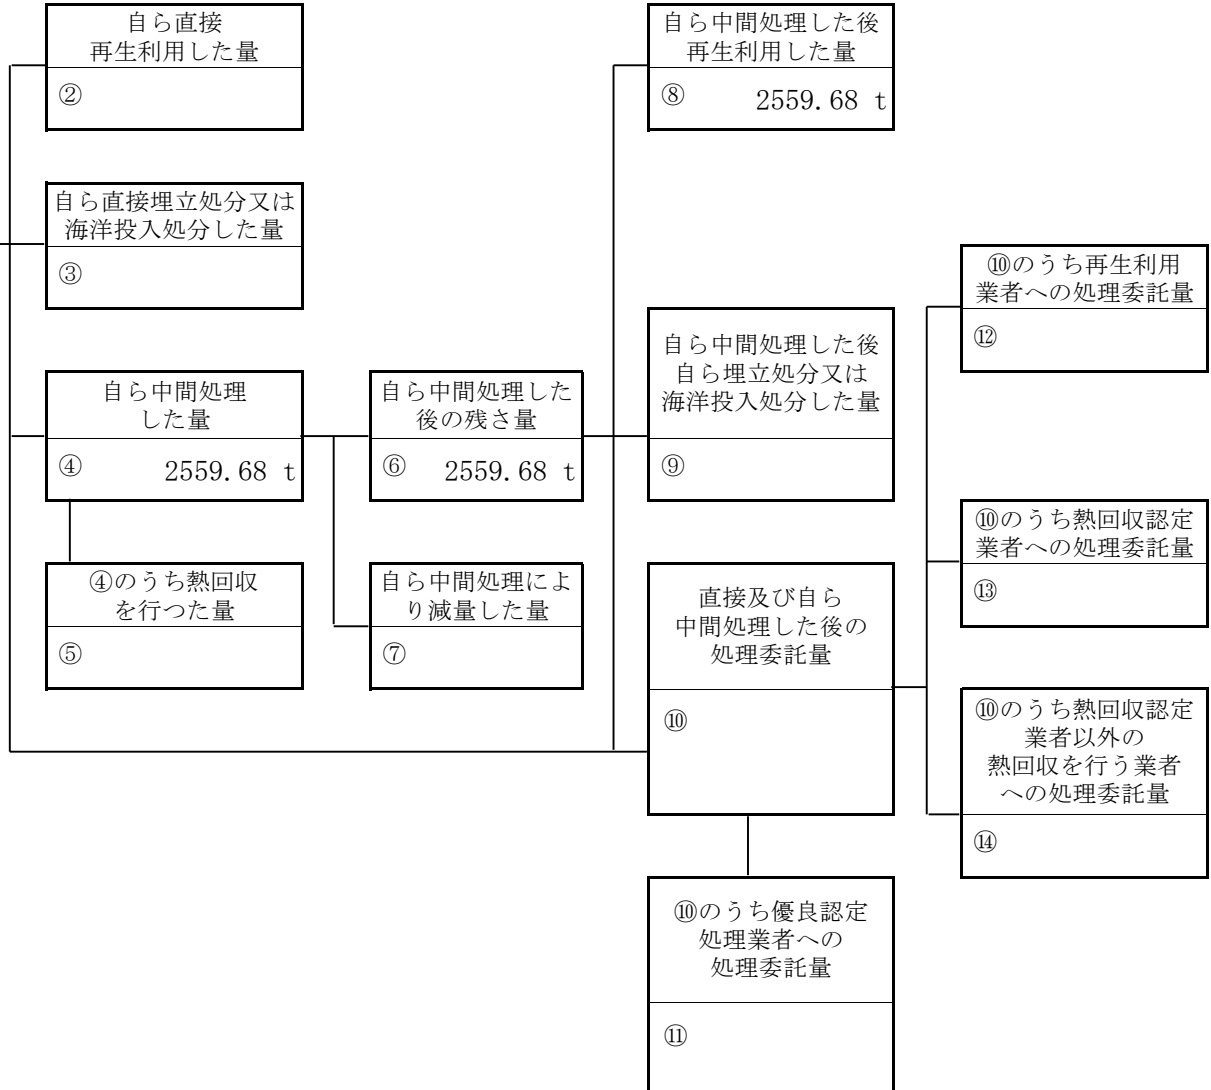 自ら直接
再生利用した量
②
自ら直接埋立処分又は
海洋投入処分した量
③
自ら中間処理
した量
④ 2559.68 t
④のうち熱回収
を行つた量
⑤
自ら中間処理した
後の残さ量
⑥ 2559.68 t
自ら中間処理によ
り減量した量
⑦
自ら中間処理した後
再生利用した量
⑧ 2559.68 t
自ら中間処理した後
自ら埋立処分又は
海洋投入処分した量
⑨
直接及び自ら
中間処理した後の
処理委託量
⑩
⑩のうち優良認定
処理業者への
処理委託量
⑪
⑩のうち再生利用
業者への処理委託量
⑫
⑩のうち熱回収認定
業者への処理委託量
⑬
⑩のうち熱回収認定
業者以外の
熱回収を行う業者
への処理委託量
⑭